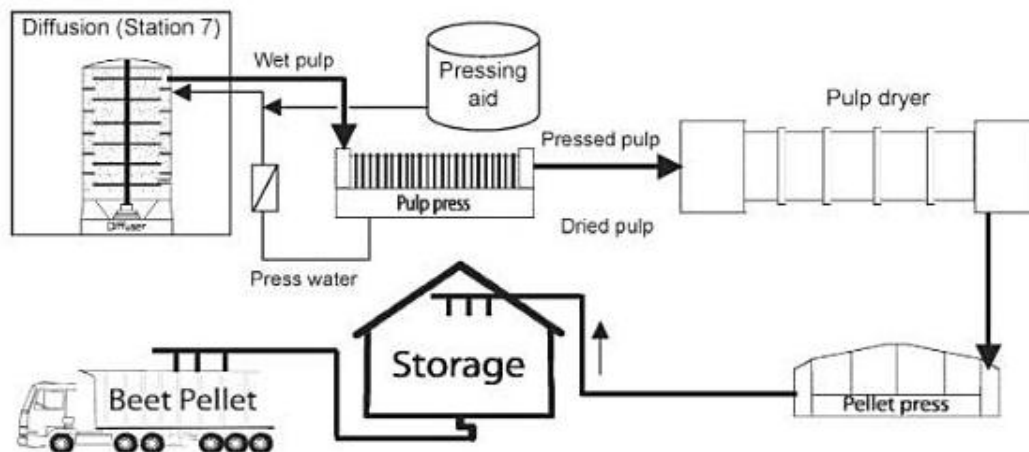 Diffusion (Station 7)
Wet pulp
Pressing
aid
Pulp dryer
Pressed pulp
Pulp press
Diffuser
Dried pulp
Press water
Storage
Beet Pellet
Pellet press